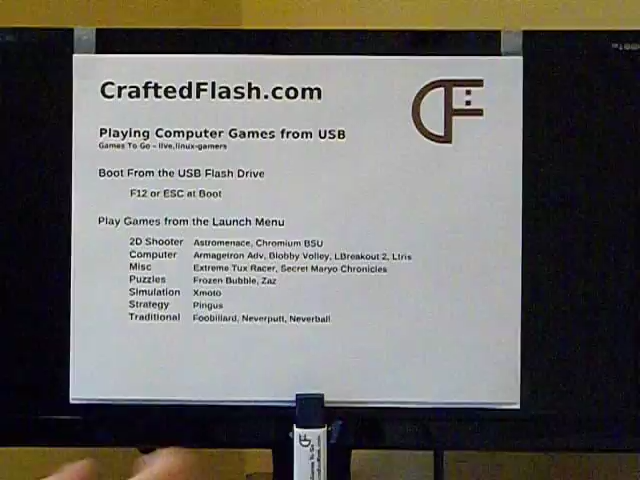 CraftedFlash.com
Playing Computer Games from USB
Games To Go - live.linux-gamers
Boot From the USB Flash Drive
F12 or ESC at Boot
Play Games from the Launch Menu
2D Shooter Astromenace, Chromium BSU
Computer Armagetron Adv, Blobby Volley, LBreakout 2, Ltris
Misc Extreme Tux Racer, Secret Maryo Chronicles
Puzzles Frozen Bubble, Zaz
Simulation Xmoto
Strategy Pingus
Traditional Foobillard, Neverputt, Neverball
Games To Go